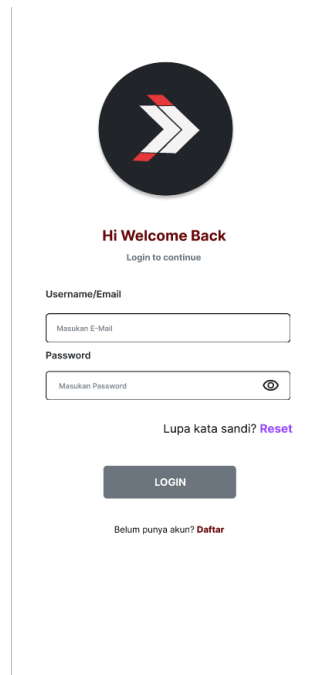 Hi Welcome Back
Login to continue
Username/Email
Masukan E-Mail
Password
Masukan Password
Lupa kata sandi? Reset
LOGIN
Belum punya akun? Daftar